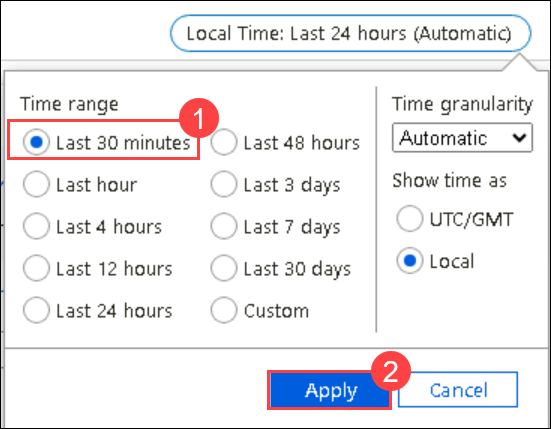 Local Time: Last 24 hours (Automatic)
Time range
1
Last 30 minutes
Last 48 hours
Last hour
Last 3 days
Last 4 hours
Last 7 days
Last 12 hours
Last 30 days
Last 24 hours
Custom
Time granularity
Automatic
Show time as
UTC/GMT
Local
2
Apply
Cancel